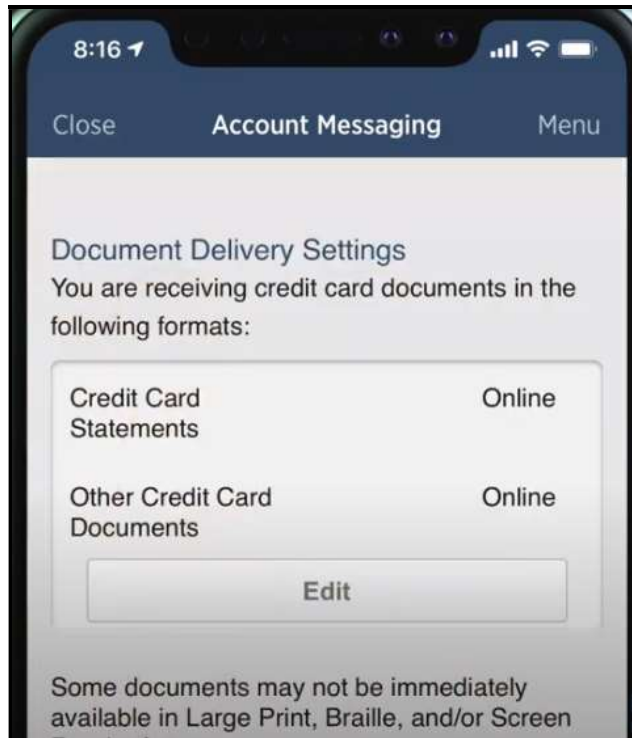 8:16
Close Account Messaging Menu
Document Delivery Settings
You are receiving credit card documents in the
following formats:
Credit Card Online
Statements
Other Credit Card Online
Documents
Edit
Some documents may not be immediately
available in Large Print, Braille, and/or Screen